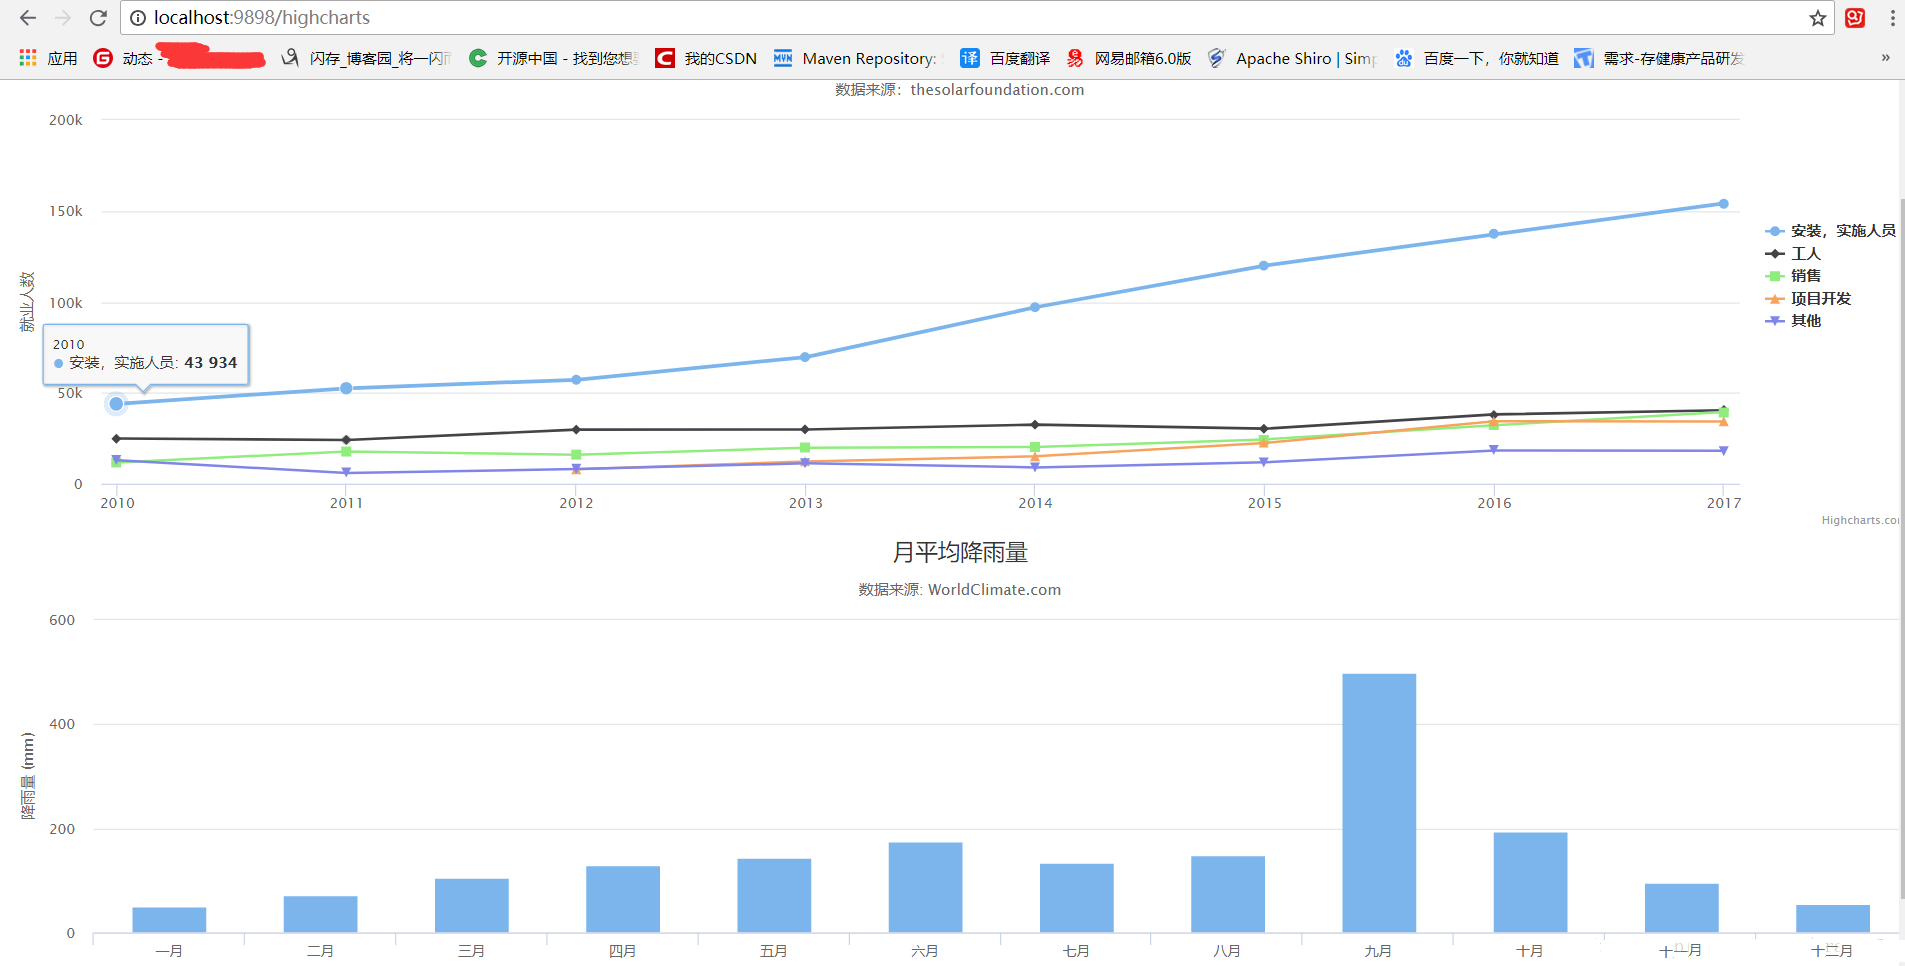 localhost:9898/highcharts
应用 动态 - 闪存_博客园_将一闪 开源中国 - 找到您想 我的CSDN Maven Repository: 百度翻译 网易邮箱6.0版 Apache Shiro | Simp 百度一下，你就知道 需求-存健康产品研发 »
数据来源：thesolarfoundation.com
200k
150k
100k
50k
0
就业人数
2010
安装，实施人员: 43 934
安装，实施人员
工人
销售
项目开发
其他
2010 2011 2012 2013 2014 2015 2016 2017
Highcharts.co
月平均降雨量
数据来源: WorldClimate.com
600
400
200
0
降雨量 (mm)
一月 二月 三月 四月 五月 六月 七月 八月 九月 十月 十一月 十二月